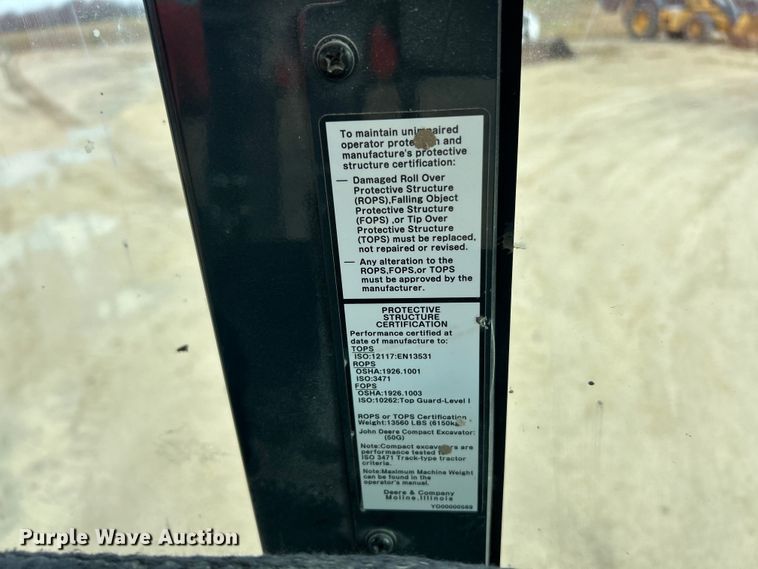 To maintain unimpaired
operator protection and
manufacture's protective
structure certification:
— Damaged Roll Over
Protective Structure
(ROPS),Falling Object
Protective Structure
(FOPS) ,or Tip Over
Protective Structure
(TOPS) must be replaced,
not repaired or revised.
— Any alteration to the
ROPS,FOPS,or TOPS
must be approved by the
manufacturer.
PROTECTIVE
STRUCTURE
CERTIFICATION
Performance certified at
date of manufacture to:
TOPS
ISO:12117:EN13531
ROPS
OSHA:1926.1001
ISO:3471
FOPS
OSHA:1926.1003
ISO:10262:Top Guard-Level I
ROPS or TOPS Certification
Weight:13560 LBS (6150kg)
John Deere Compact Excavator:
(50G)
Note:Compact excavators are
performance tested to
ISO 3471 Track-type tractor
criteria.
Note:Maximum Machine Weight
can be found in the
operator's manual.
Deere & Company
Moline,Illinois
YO00000569
Purple Wave Auction